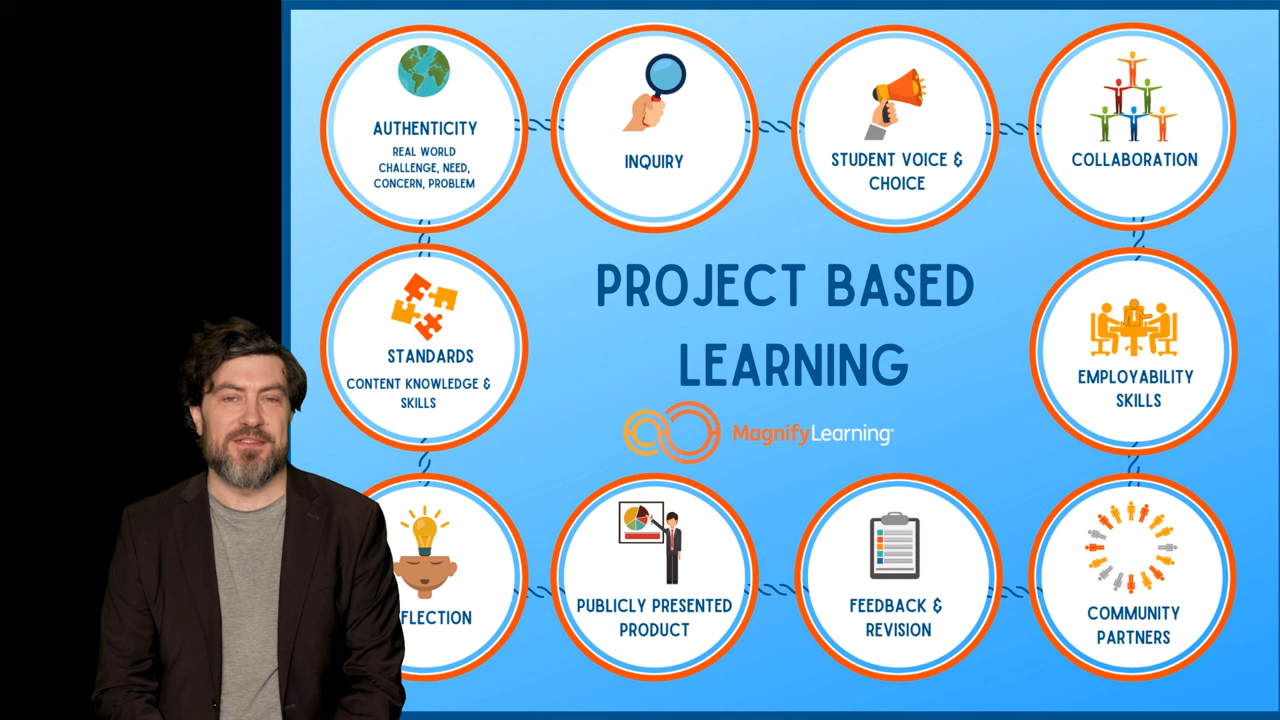 AUTHENTICITY
REAL WORLD
CHALLENGE, NEED,
CONCERN, PROBLEM
INQUIRY
STUDENT VOICE &
CHOICE
COLLABORATION
PROJECT BASED
LEARNING
MagnifyLearning
STANDARDS
CONTENT KNOWLEDGE &
SKILLS
EMPLOYABILITY
SKILLS
FLECTION
PUBLICLY PRESENTED
PRODUCT
FEEDBACK &
REVISION
COMMUNITY
PARTNERS